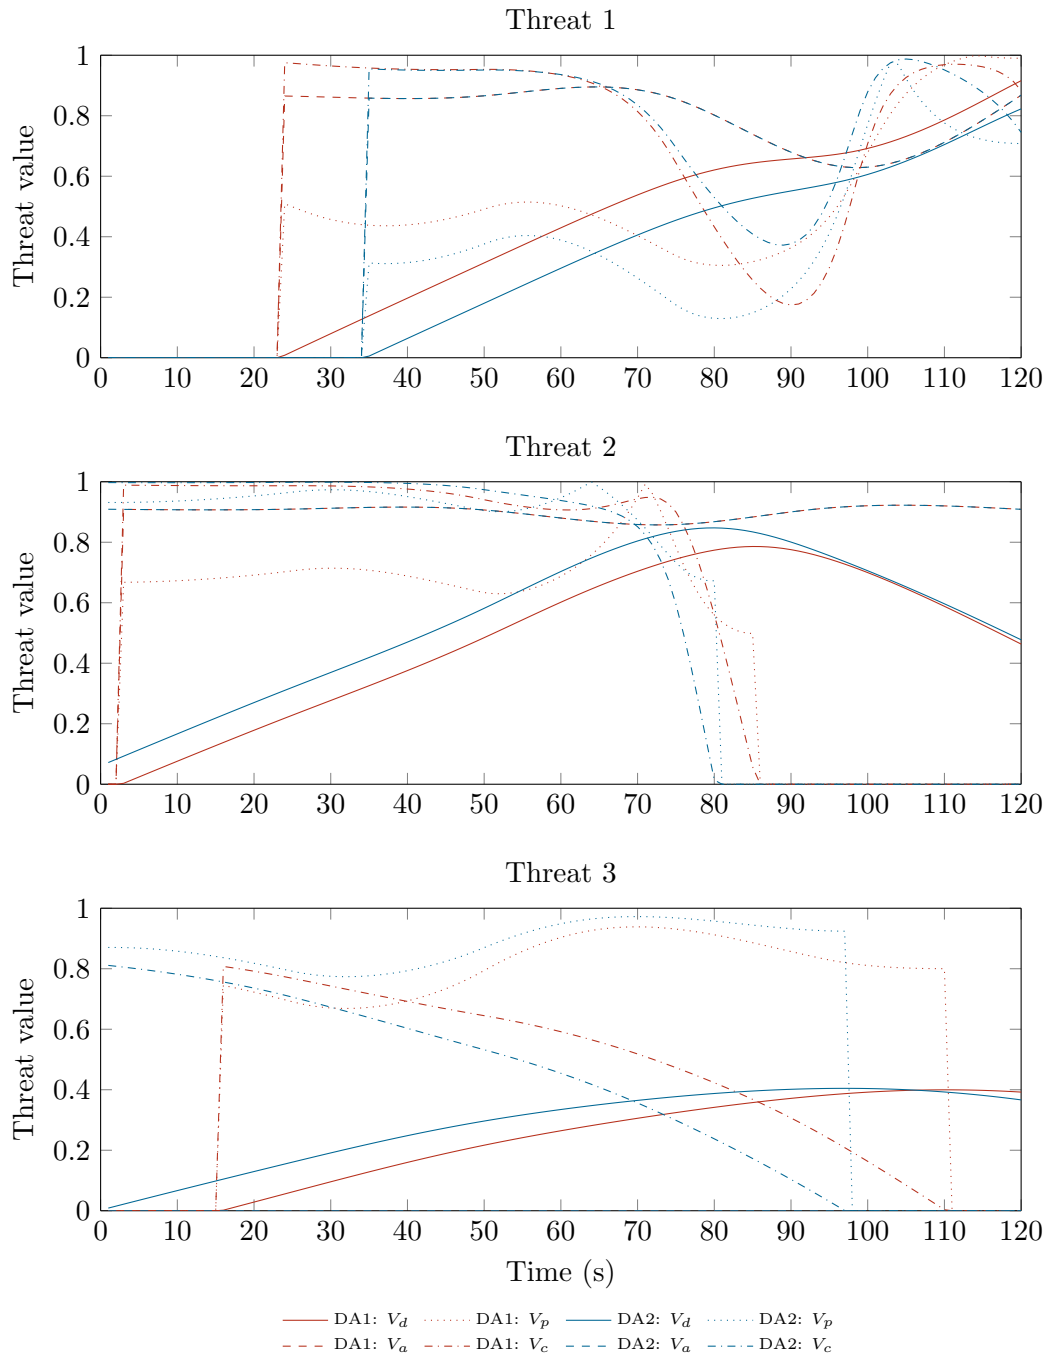 Threat 1
Threat value
1
0.8
0.6
0.4
0.2
0
0 10 20 30 40 50 60 70 80 90 100 110 120
Threat 2
Threat value
1
0.8
0.6
0.4
0.2
0
0 10 20 30 40 50 60 70 80 90 100 110 120
Threat 3
Threat value
1
0.8
0.6
0.4
0.2
0
0 10 20 30 40 50 60 70 80 90 100 110 120
Time (s)
DA1: V_d DA1: V_p DA2: V_d DA2: V_p
DA1: V_a DA1: V_c DA2: V_a DA2: V_c